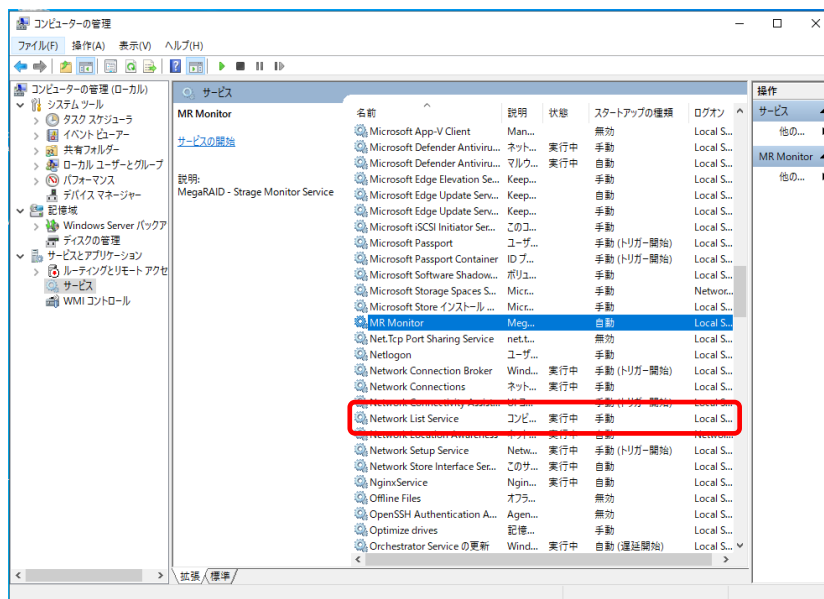 コンピューターの管理
ファイル(F) 操作(A) 表示(V) ヘルプ(H)
コンピューターの管理 (ローカル)
システム ツール
タスク スケジューラ
イベント ビューアー
共有フォルダー
ローカル ユーザーとグループ
パフォーマンス
デバイス マネージャー
記憶域
Windows Server バックア
ディスクの管理
サービスとアプリケーション
ルーティングとリモート アクセ
サービス
WMI コントロール
サービス
MR Monitor
サービスの開始
説明:
MegaRAID - Strage Monitor Service
名前 説明 状態 スタートアップの種類 ログオン
Microsoft App-V Client Man... 無効 Local S...
Microsoft Defender Antiviru... ネット... 実行中 手動 Local S...
Microsoft Defender Antiviru... マルウ... 実行中 自動 Local S...
Microsoft Edge Elevation Se... Keep... 手動 Local S...
Microsoft Edge Update Serv... Keep... 自動 Local S...
Microsoft Edge Update Serv... Keep... 手動 Local S...
Microsoft iSCSI Initiator Ser... このコ... 手動 Local S...
Microsoft Passport ユーザ... 手動 (トリガー開始) Local S...
Microsoft Passport Container ID プ... 手動 (トリガー開始) Local S...
Microsoft Software Shadow... ボリュ... 手動 Local S...
Microsoft Storage Spaces S... Micr... 手動 Networ...
Microsoft Store インストール ... Micr... 手動 Local S...
MR Monitor Meg... 自動 Local S...
Net.Tcp Port Sharing Service net.t... 無効 Local S...
Netlogon ユーザ... 手動 Local S...
Network Connection Broker Wind... 実行中 手動 (トリガー開始) Local S...
Network Connections ネット... 実行中 手動 Local S...
Network Connectivity Assist... 手動 (トリガー開始) Local S...
Network List Service コンピ... 実行中 手動 Local S...
Network Location Awareness ネット... 実行中 自動 Networ...
Network Setup Service Netw... 実行中 手動 (トリガー開始) Local S...
Network Store Interface Ser... このサ... 実行中 自動 Local S...
NginxService Ngin... 実行中 自動 Local S...
Offline Files オフラ... 無効 Local S...
OpenSSH Authentication A... Agen... 無効 Local S...
Optimize drives 記憶... 手動 Local S...
Orchestrator Service の更新 Wind... 実行中 自動 (遅延開始) Local S...
拡張 標準
操作
サービス
他の...
MR Monitor
他の...